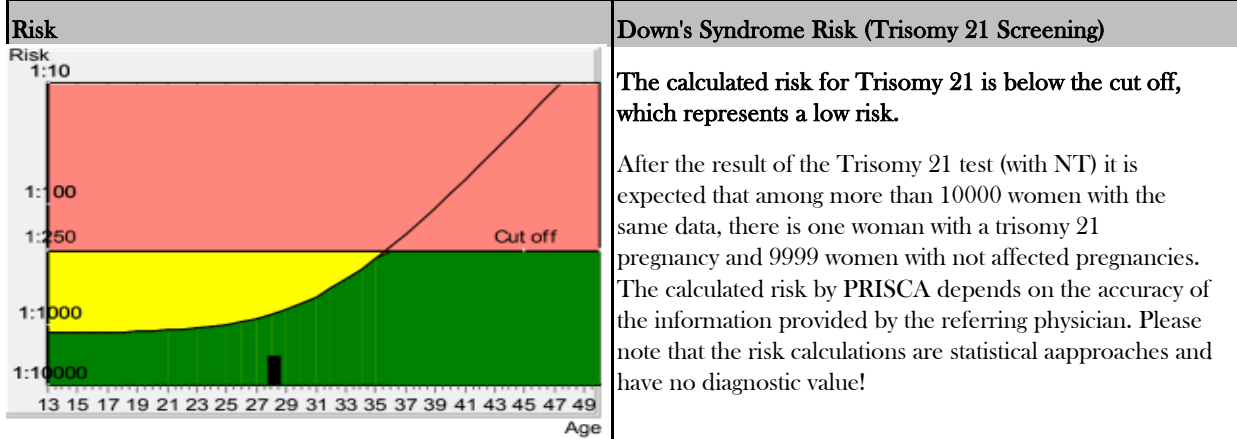 Risk
Risk
1:10
1:100
1:250
Cut off
1:1000
1:10000
13 15 17 19 21 23 25 27 29 31 33 35 37 39 41 43 45 47 49
Age
Down's Syndrome Risk (Trisomy 21 Screening)
The calculated risk for Trisomy 21 is below the cut off,
which represents a low risk.
After the result of the Trisomy 21 test (with NT) it is
expected that among more than 10000 women with the
same data, there is one woman with a trisomy 21
pregnancy and 9999 women with not affected pregnancies.
The calculated risk by PRISCA depends on the accuracy of
the information provided by the referring physician. Please
note that the risk calculations are statistical aapproaches and
have no diagnostic value!